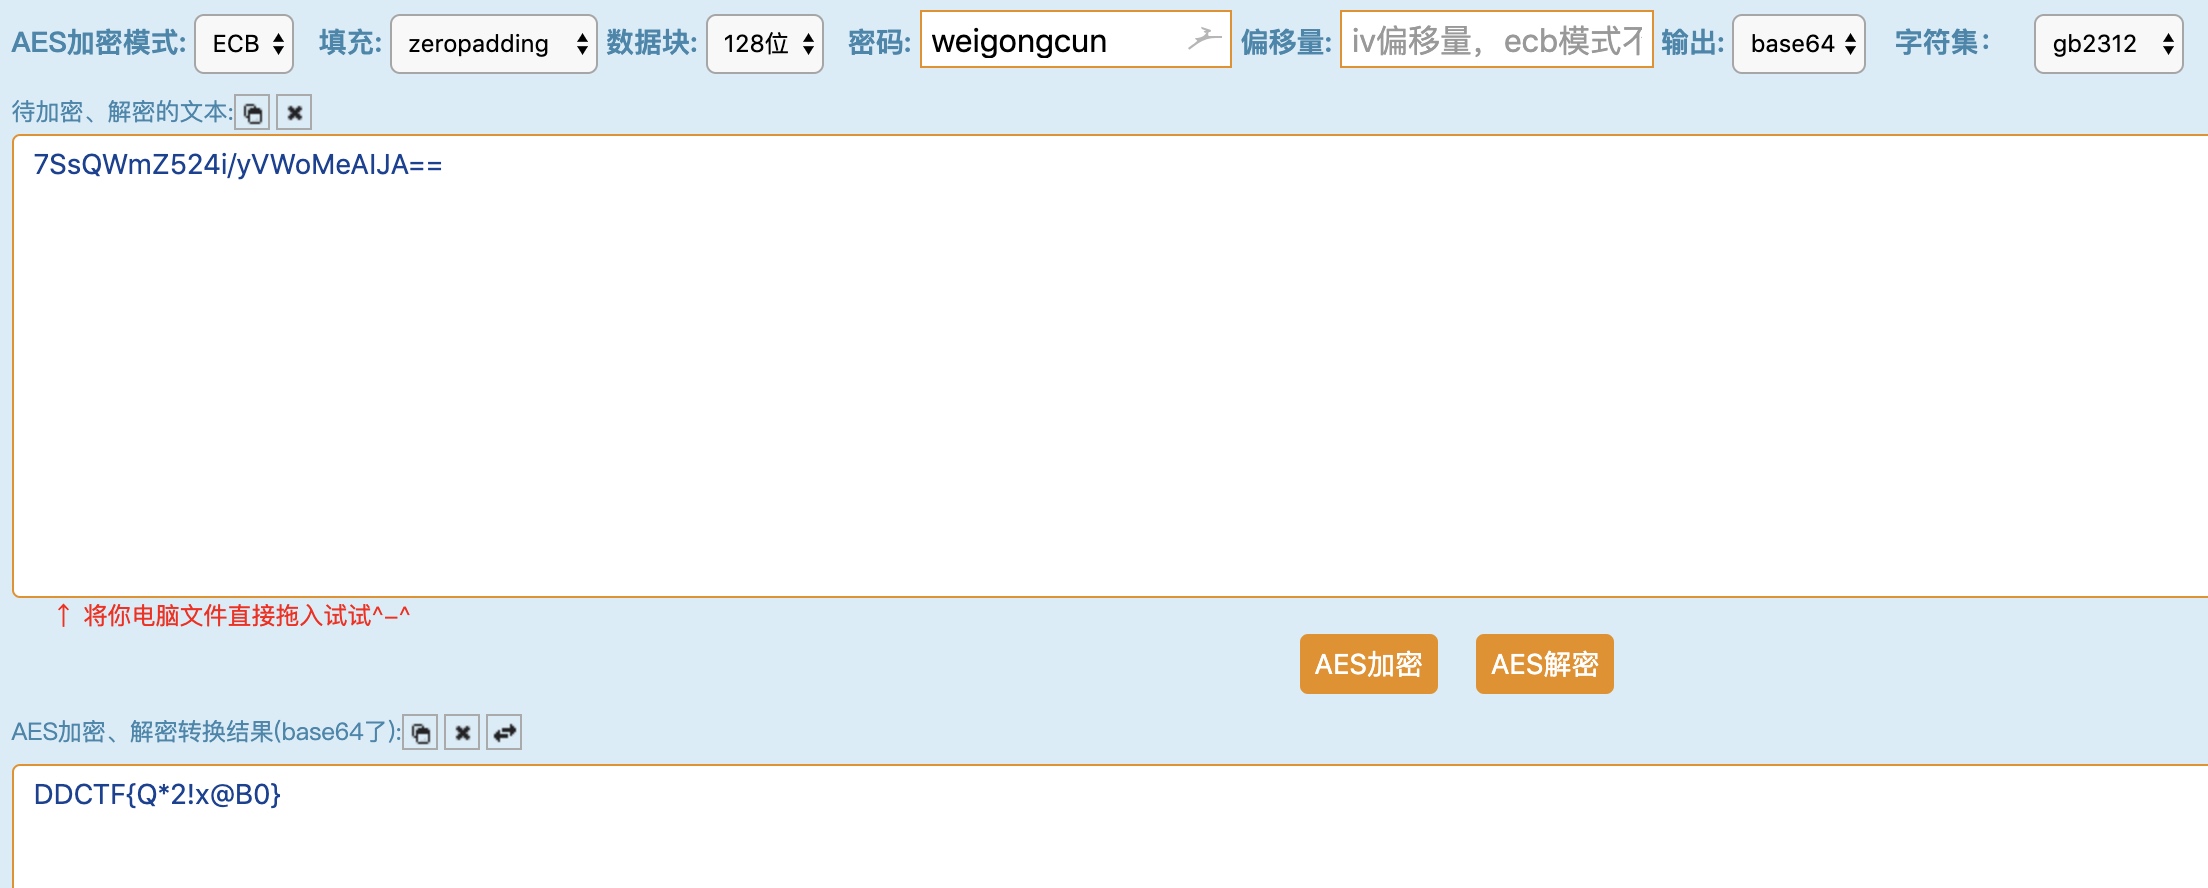 AES加密模式: ECB 填充: zeropadding 数据块: 128位 密码: weigongcun 偏移量: iv偏移量，ecb模式不 输出: base64 字符集： gb2312
待加密、解密的文本:
7SsQWmZ524i/yVWoMeAIJA==
↑ 将你电脑文件直接拖入试试^-^
AES加密 AES解密
AES加密、解密转换结果(base64了):
DDCTF{Q*2!x@B0}